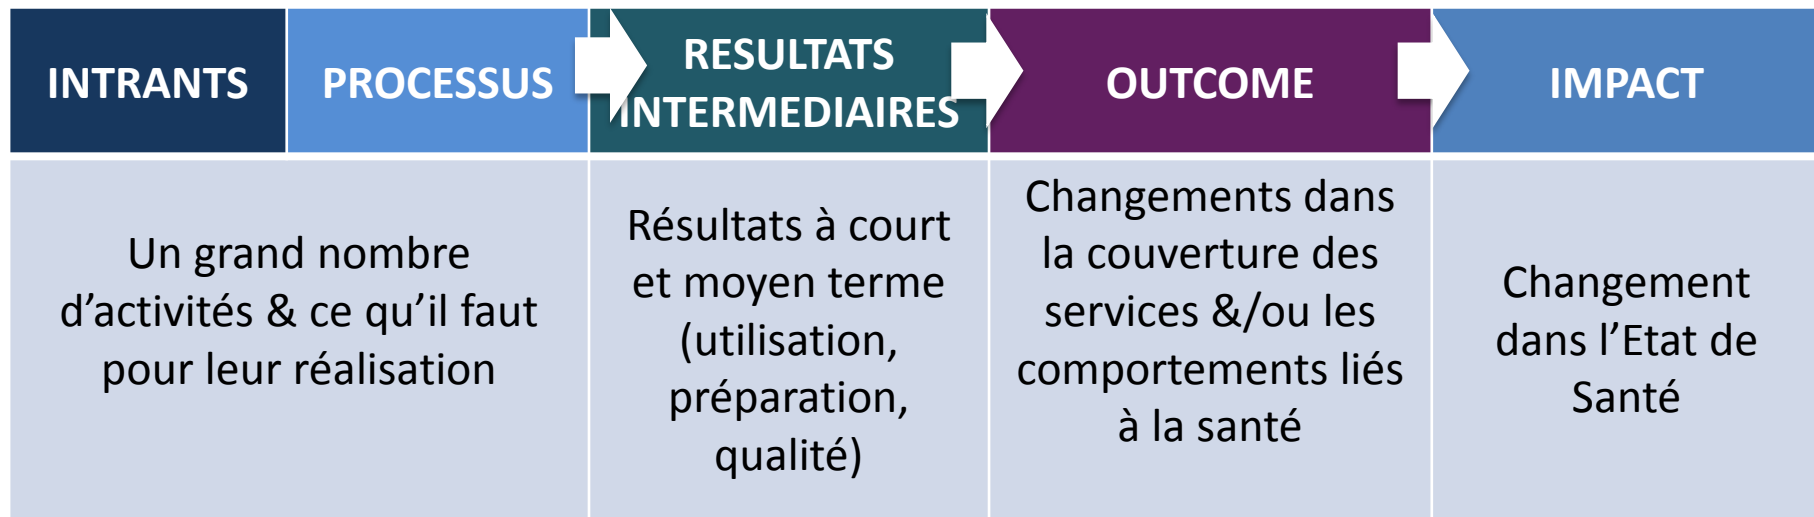 INTRANTS
PROCESSUS
RESULTATS
INTERMEDIAIRES
OUTCOME
IMPACT
Un grand nombre
d’activités & ce qu’il faut
pour leur réalisation
Résultats à court
et moyen terme
(utilisation,
préparation,
qualité)
Changements dans
la couverture des
services &/ou les
comportements liés
à la santé
Changement
dans l’Etat de
Santé